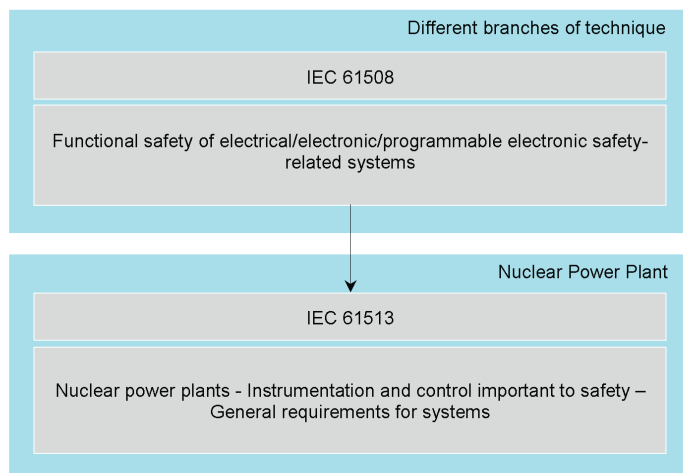 Different branches of technique
IEC 61508
Functional safety of electrical/electronic/programmable electronic safety-
related systems
Nuclear Power Plant
IEC 61513
Nuclear power plants - Instrumentation and control important to safety –
General requirements for systems